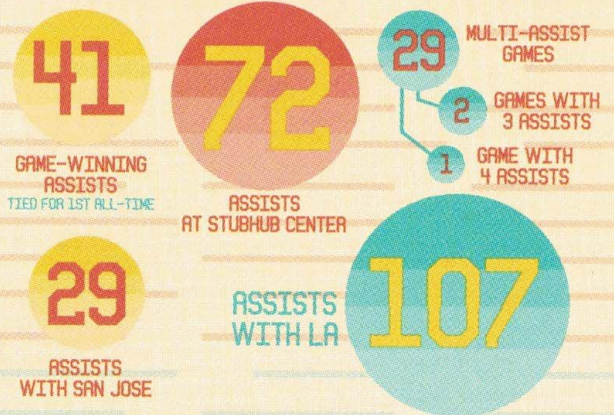 41
GAME-WINNING
ASSISTS
TIED FOR 1ST ALL-TIME
72
ASSISTS
AT STUBHUB CENTER
29
MULTI-ASSIST
GAMES
2
GAMES WITH
3 ASSISTS
1
GAME WITH
4 ASSISTS
29
ASSISTS
WITH SAN JOSE
ASSISTS
WITH LA
107